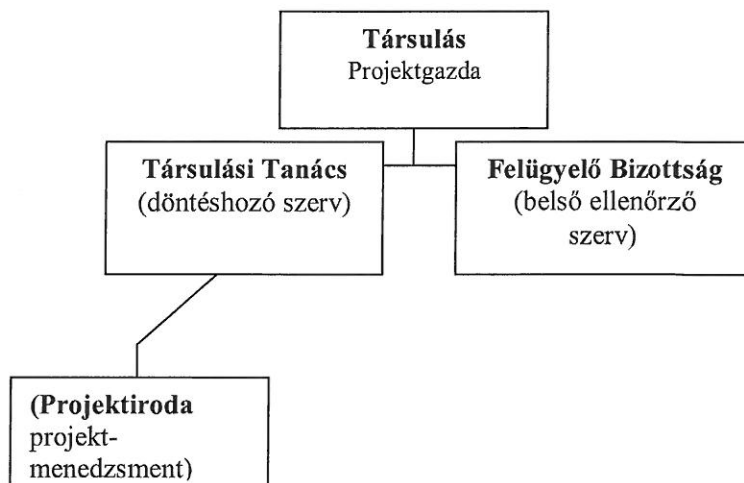 Társulás
Projektgazda
Társulási Tanács
(döntéshozó szerv)
Felügyelő Bizottság
(belső ellenőrző
szerv)
(Projektiroda
projekt-
menedzsment)